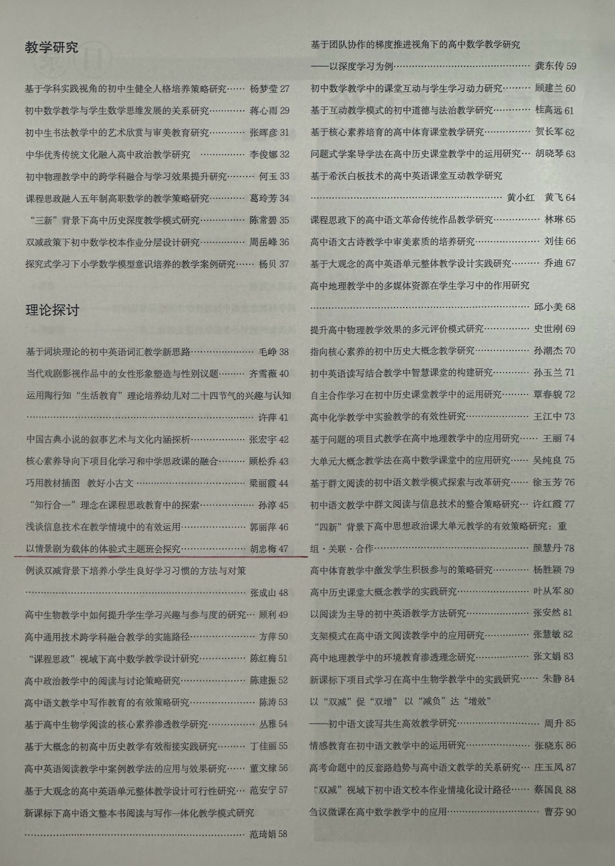 教学研究
基于学科实践视角的初中生健全人格培养策略研究…… 杨梦莹 27
初中数学教学与学生数学思维发展的关系研究………… 蒋心雨 29
初中生书法教学中的艺术欣赏与审美教育研究………… 张晖彦 31
中华优秀传统文化融入高中政治教学研究 ……………… 李俊娜 32
初中物理教学中的跨学科融合与学习效果提升研究……… 何玉 33
课程思政融入五年制高职数学的教学策略研究………… 葛玲芳 34
“三新”背景下高中历史深度教学模式研究…………… 陈常碧 35
双减政策下初中数学校本作业分层设计研究…………… 周岳峰 36
探究式学习下小学数学模型意识培养的教学案例研究…… 杨贝 37
理论探讨
基于词块理论的初中英语词汇教学新思路……………… 毛峥 38
当代戏剧影视作品中的女性形象塑造与性别议题……… 齐雪薇 40
运用陶行知“生活教育”理论培养幼儿对二十四节气的兴趣与认知
………………………………………………………… 许萍 41
中国古典小说的叙事艺术与文化内涵探析……………… 张宏宇 42
核心素养导向下项目化学习和中学思政课的融合……… 顾松乔 43
巧用教材插图 教好小古文……………………………… 梁丽霞 44
“知行合一”理念在课程思政教育中的探索…………… 孙淳 45
浅谈信息技术在教学情境中的有效运用………………… 郭丽萍 46
以情景剧为载体的体验式主题班会探究………………… 胡忠梅 47
例谈双减背景下培养小学生良好学习习惯的方法与对策
………………………………………………………… 张成山 48
高中生物教学中如何提升学生学习兴趣与参与度的研究… 顾利 49
高中通用技术跨学科融合教学的实施路径……………… 方萍 50
“课程思政”视域下高中数学教学设计研究…………… 陈红梅 51
高中政治教学中的阅读与讨论策略研究………………… 陈建振 52
高中语文教学中写作教育的有效策略研究……………… 陈涛 53
基于高中生物学阅读的核心素养渗透教学研究………… 丛雅 54
基于大概念的初高中历史教学有效衔接实践研究……… 丁佳丽 55
高中英语阅读教学中案例教学法的应用与效果研究…… 董文棣 56
基于大观念的高中英语单元整体教学设计可行性研究… 范安宁 57
新课标下高中语文整本书阅读与写作一体化教学模式研究
………………………………………………………… 范琦娟 58
基于团队协作的梯度推进视角下的高中数学教学研究
——以深度学习为例…………………………………… 龚东传 59
初中数学教学中的课堂互动与学生学习动力研究……… 顾建兰 60
基于互动教学模式的初中道德与法治教学研究………… 桂高远 61
基于核心素养培育的高中体育课堂教学研究…………… 贺长军 62
问题式学案导学法在高中历史课堂教学中的运用研究… 胡晓琴 63
基于希沃白板技术的高中英语课堂互动教学研究
………………………………………………… 黄小红 黄飞 64
课程思政下的高中语文革命传统作品教学研究………… 林琳 65
高中语文古诗教学中审美素质的培养研究……………… 刘佳 66
基于大观念的高中英语单元整体教学设计实践研究…… 乔迪 67
高中地理教学中的多媒体资源在学生学习中的作用研究
………………………………………………………… 邱小美 68
提升高中物理教学效果的多元评价模式研究…………… 史世刚 69
指向核心素养的初中历史大概念教学研究……………… 孙潮杰 70
初中英语读写结合教学中智慧课堂的构建研究………… 孙玉兰 71
自主合作学习在初中历史课堂教学中的运用研究……… 覃春貌 72
高中化学教学中实验教学的有效性研究………………… 王江中 73
基于问题的项目式教学在高中地理教学中的应用研究…… 王丽 74
大单元大概念教学法在高中数学课堂中的应用研究…… 吴纯良 75
基于群文阅读的初中语文教学模式探索与改革研究…… 徐玉芳 76
初中语文教学中群文阅读与信息技术的整合策略研究… 许红霞 77
“四新”背景下高中思想政治课大单元教学的有效策略研究：重
组·关联·合作………………………………………… 颜慧丹 78
高中体育教学中激发学生积极参与的策略研究………… 杨胜颖 79
高中历史课堂大概念教学的实践研究…………………… 叶从军 80
以阅读为主导的初中英语教学方法研究………………… 张安然 81
支架模式在高中语文阅读教学中的应用研究…………… 张慧敏 82
高中地理教学中的环境教育渗透理念研究……………… 张文娟 83
新课标下项目式学习在高中生物学教学中的实践研究…… 朱静 84
以“双减”促“双增” 以“减负”达“增效”
——初中语文读写共生高效教学研究…………………… 周升 85
情感教育在初中语文教学中的运用研究………………… 张晓东 86
高考命题中的反套路趋势与高中语文教学的关系研究… 庄玉凤 87
“双减”视域下初中语文校本作业情境化设计路径…… 蔡国良 88
刍议微课在高中数学教学中的应用……………………… 曹芬 90